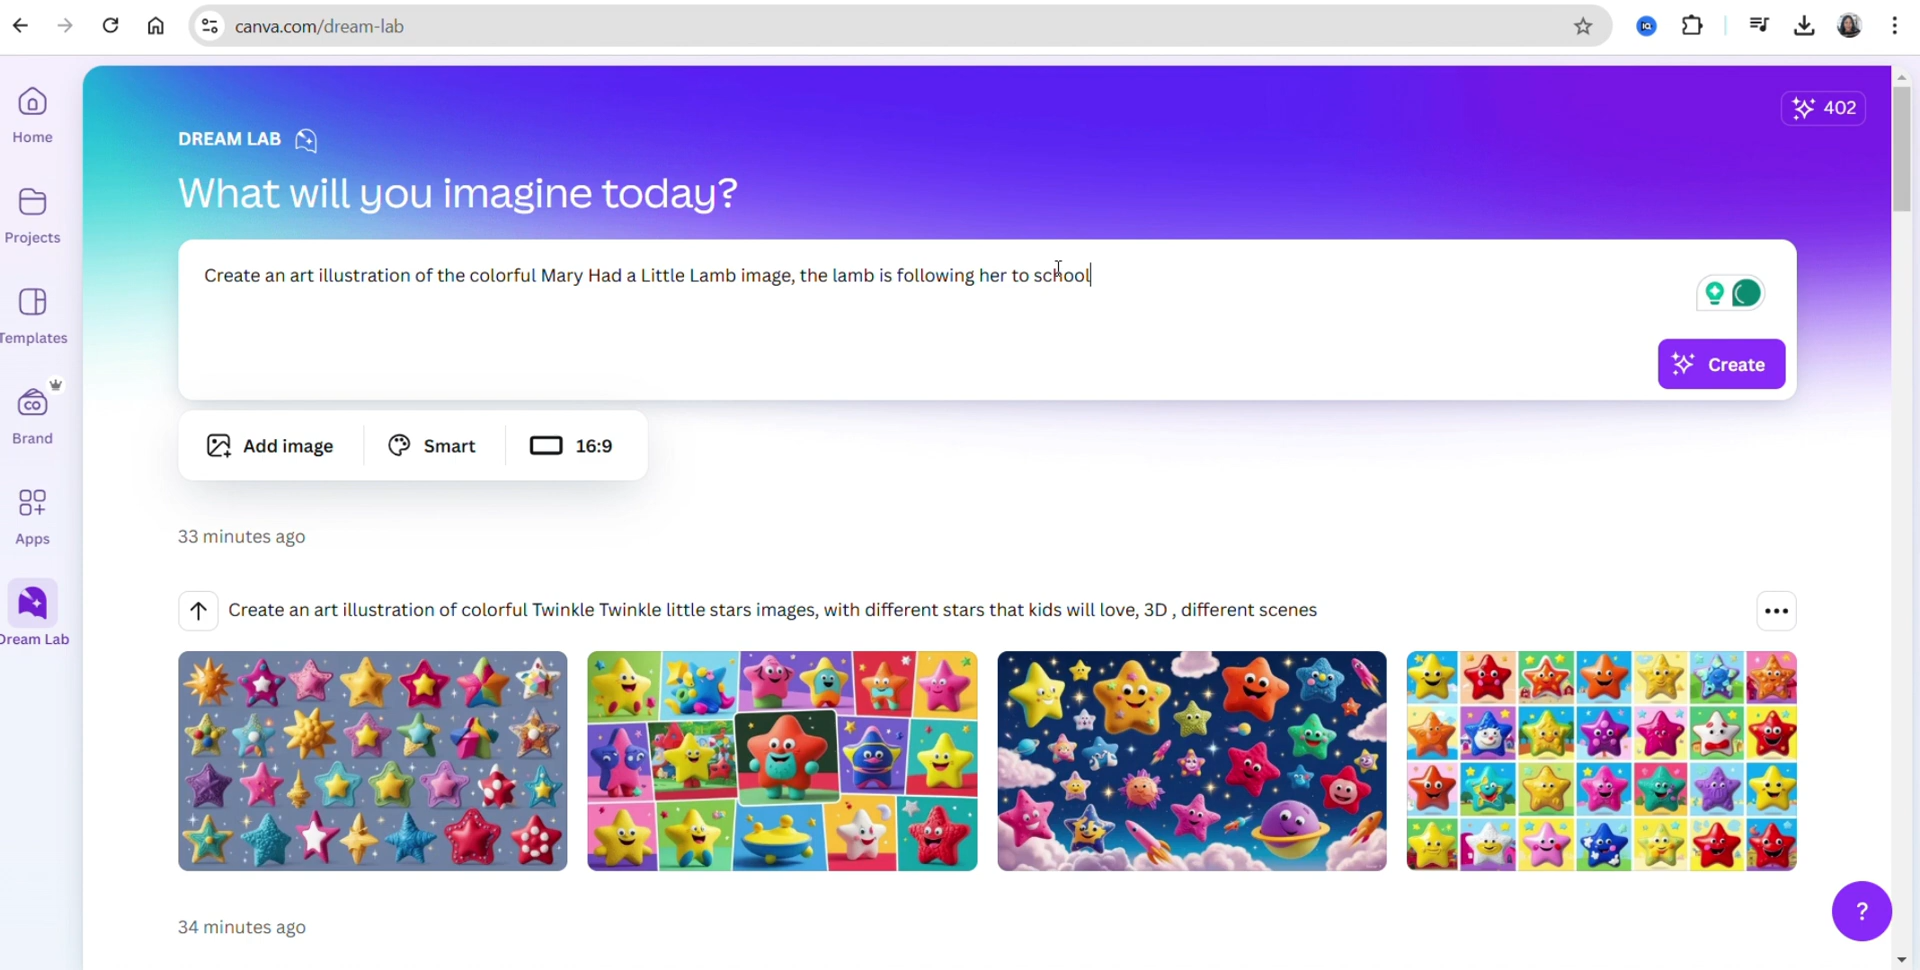 canva.com/dream-lab
Home
Projects
Templates
Brand
Apps
Dream Lab
402
DREAM LAB
What will you imagine today?
Create an art illustration of the colorful Mary Had a Little Lamb image, the lamb is following her to school
Create
Add image
Smart
16:9
33 minutes ago
Create an art illustration of colorful Twinkle Twinkle little stars images, with different stars that kids will love, 3D , different scenes
34 minutes ago
?